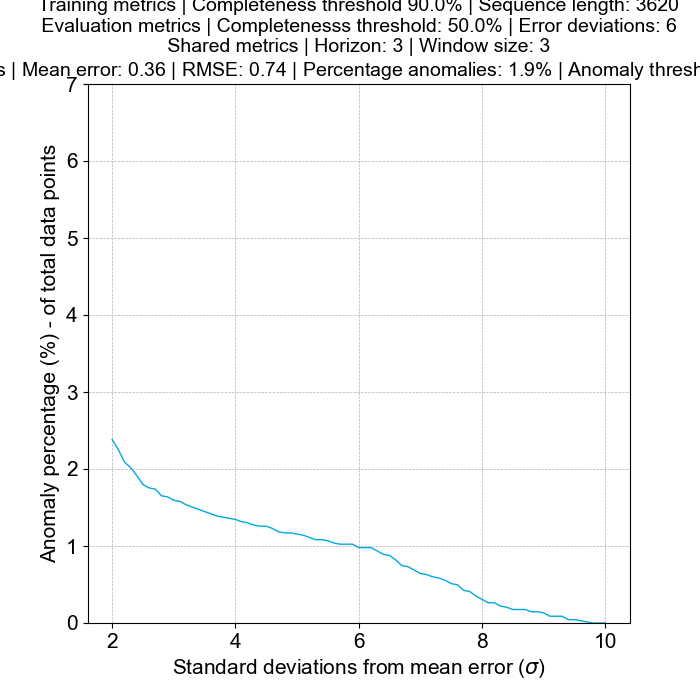 Training metrics | Completeness threshold 90.0% | Sequence length: 3620
Evaluation metrics | Completenesss threshold: 50.0% | Error deviations: 6
Shared metrics | Horizon: 3 | Window size: 3
s | Mean error: 0.36 | RMSE: 0.74 | Percentage anomalies: 1.9% | Anomaly thresh
7
6
5
4
3
2
1
0
Anomaly percentage (%) - of total data points
2 4 6 8 10
Standard deviations from mean error (σ)